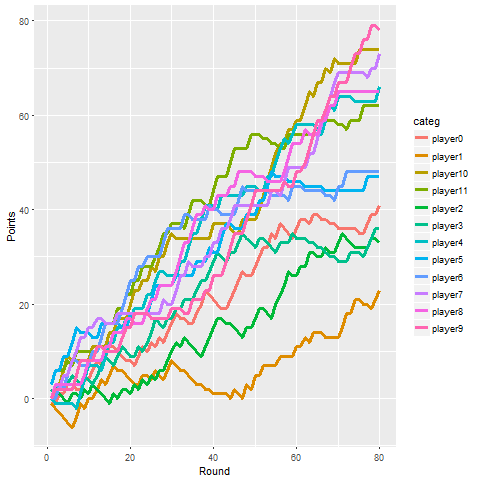 80
60
40
20
0
Points
0
20
40
60
80
Round
categ
player0
player1
player10
player11
player2
player3
player4
player5
player6
player7
player8
player9